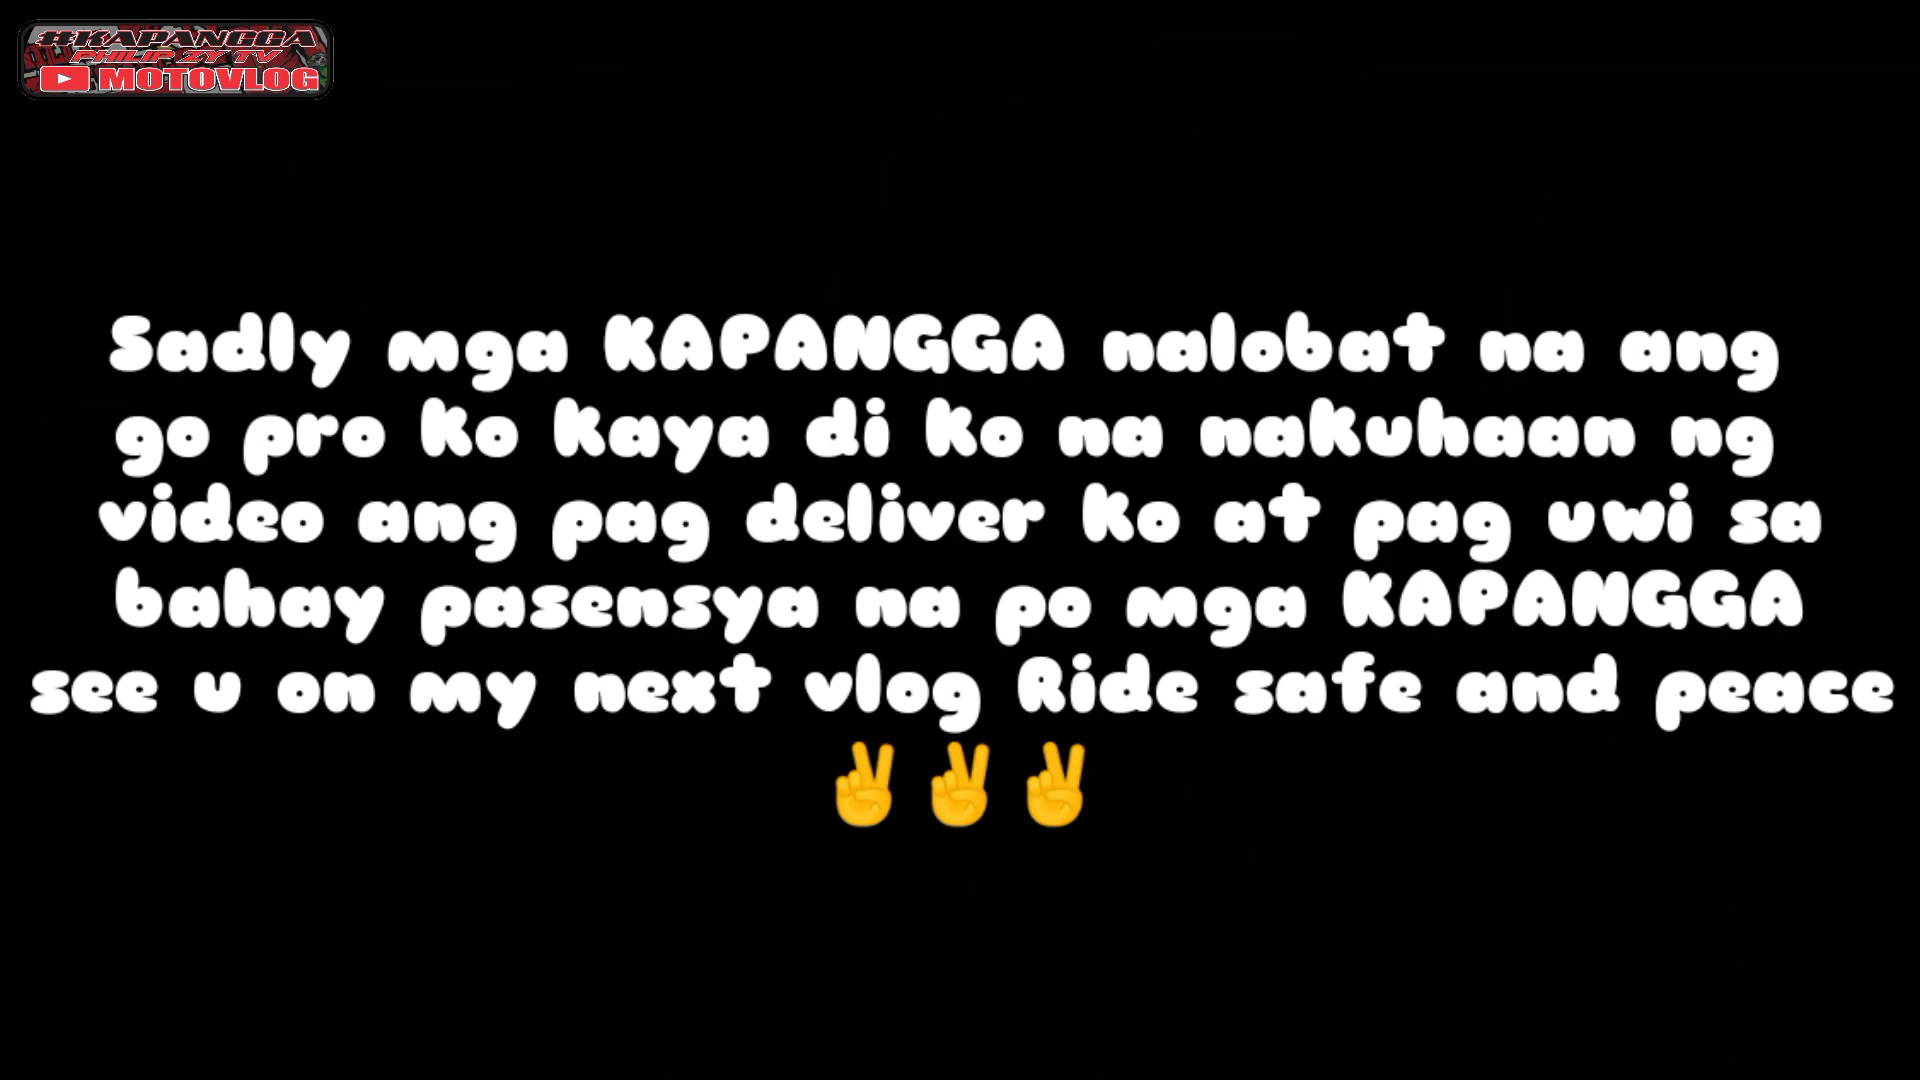 #KAPANGGA
PHILIP ZY TV
MOTOVLOG
Sadly mga KAPANGGA nalobat na ang
go pro ko kaya di ko na nakuhaan ng
video ang pag deliver ko at pag uwi sa
bahay pasensya na po mga KAPANGGA
see u on my next vlog Ride safe and peace
✌✌✌